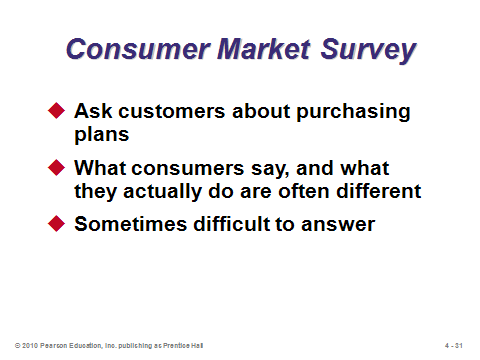 Consumer Market Survey
Ask customers about purchasing
plans
What consumers say, and what
they actually do are often different
Sometimes difficult to answer
© 2010 Pearson Education, Inc. publishing as Prentice Hall
4 - 31